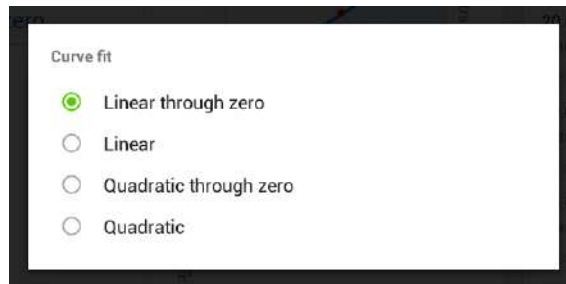 Curve fit
Linear through zero
Linear
Quadratic through zero
Quadratic